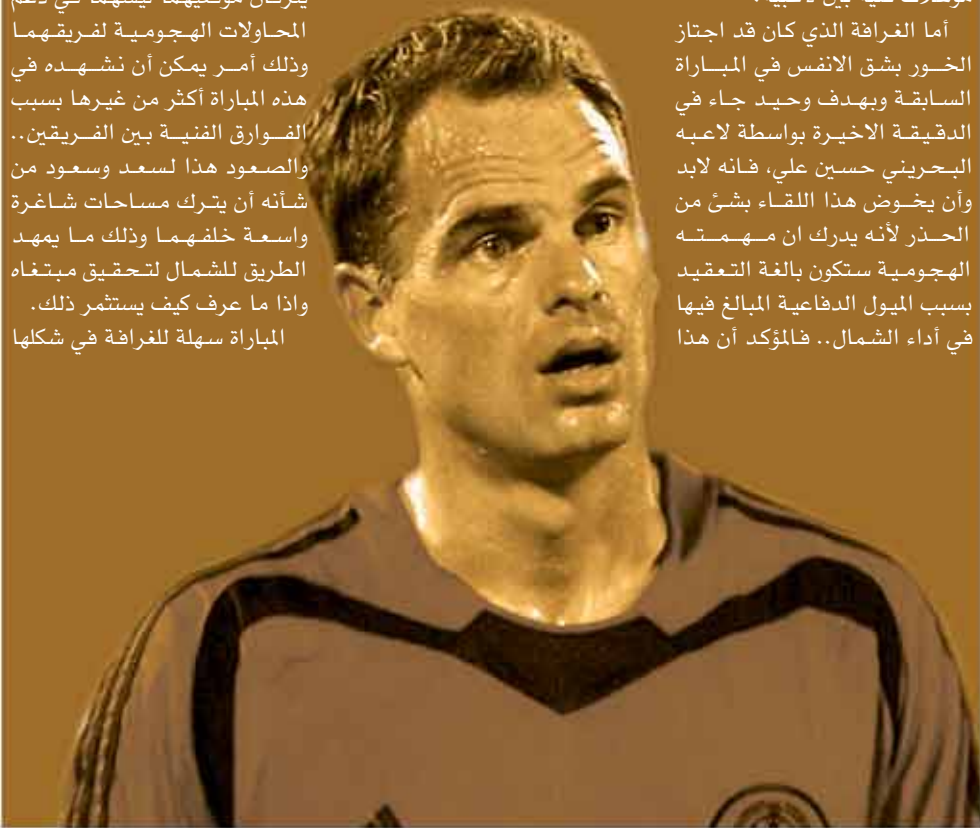 أما الغرافة الذي كان قد اجتاز
الخور بشق الانفس في المباراة
السابقة وبهدف وحيد جاء في
الدقيقة الاخيرة بواسطة لاعبه
البحريني حسين علي، فانه لابد
وأن يخوض هذا اللقاء بشئ من
الحذر لأنه يدرك ان مهمته
الهجومية ستكون بالغة التعقيد
بسبب الميول الدفاعية المبالغ فيها
في أداء الشمال.. فالمؤكد أن هذا
المحاولات الهجومية لفريقهما
وذلك أمر يمكن أن نشهده في
هذه المباراة أكثر من غيرها بسبب
الفوارق الفنية بين الفريقين..
والصعود هذا لسعد وسعود من
شأنه أن يترك مساحات شاغرة
واسعة خلفهما وذلك ما يمهد
الطريق للشمال لتحقيق مبتغاه
واذا ما عرف كيف يستثمر ذلك.
المباراة سهلة للغرافة في شكلها